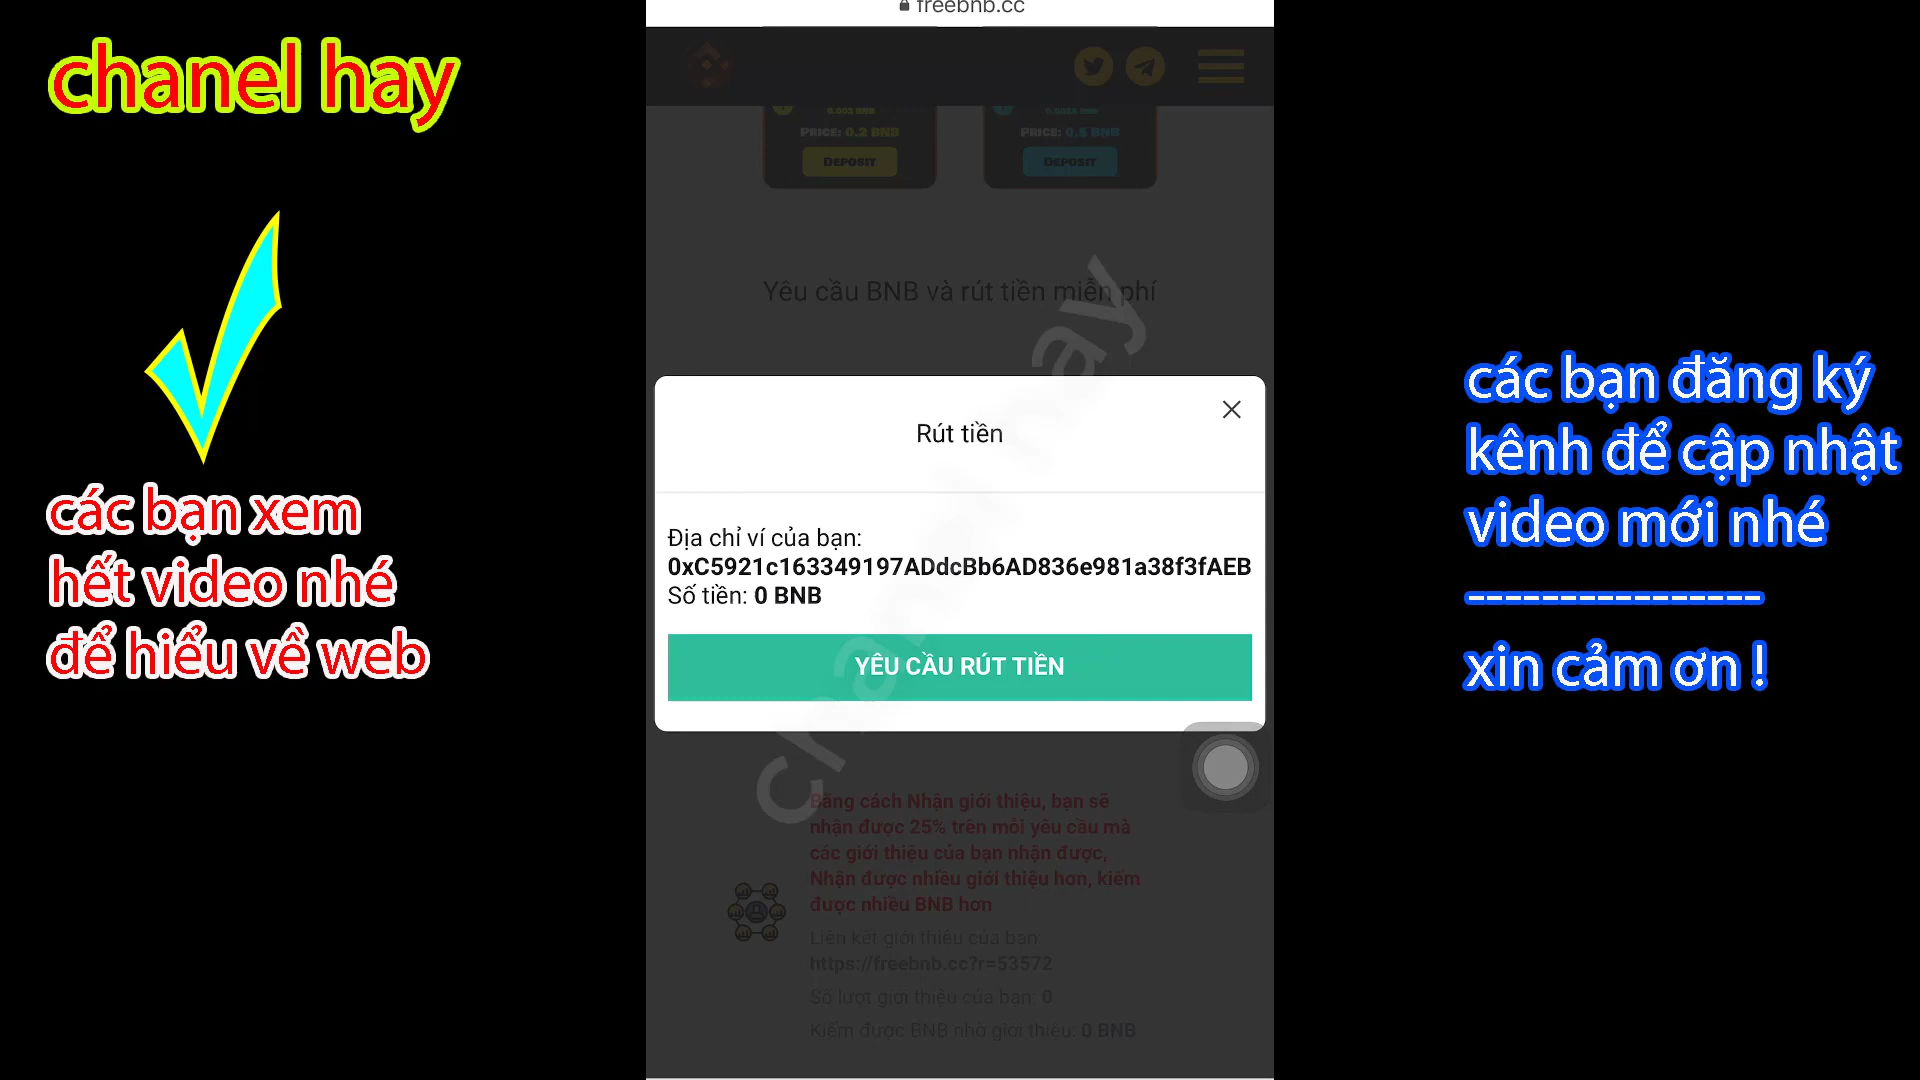 freebnb.cc
chanel hay
0.003 BNB
PRICE: 0.2 BNB
PRICE: 0.5 BNB
DEPOSIT
DEPOSIT
Yêu cầu BNB và rút tiền miễn phí
Rút tiền
Địa chỉ ví của bạn:
0xC5921c163349197ADdcBb6AD836e981a38f3fAEB
Số tiền: 0 BNB
YÊU CẦU RÚT TIỀN
chanel hay
các bạn xem
hết video nhé
để hiểu về web
các bạn đăng ký
kênh để cập nhật
video mới nhé
----------------
xin cảm ơn !
Bằng cách Nhận giới thiệu, bạn sẽ
nhận được 25% trên mỗi yêu cầu mà
các giới thiệu của bạn nhận được,
Nhận được nhiều giới thiệu hơn, kiếm
được nhiều BNB hơn
Liên kết giới thiệu của bạn:
https://freebnb.cc?r=53572
Số lượt giới thiệu của bạn: 0
Kiếm được BNB nhờ giới thiệu: 0 BNB